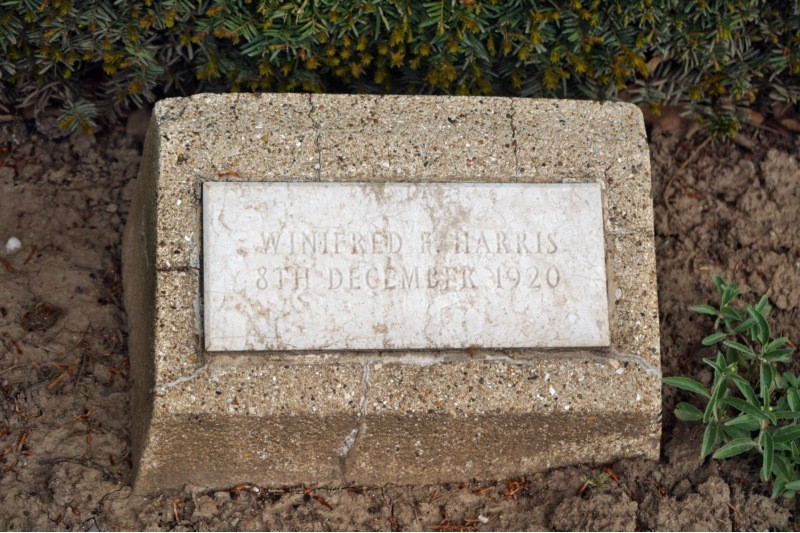 WINIFRED F. HARRIS
8TH DECEMBER 1920